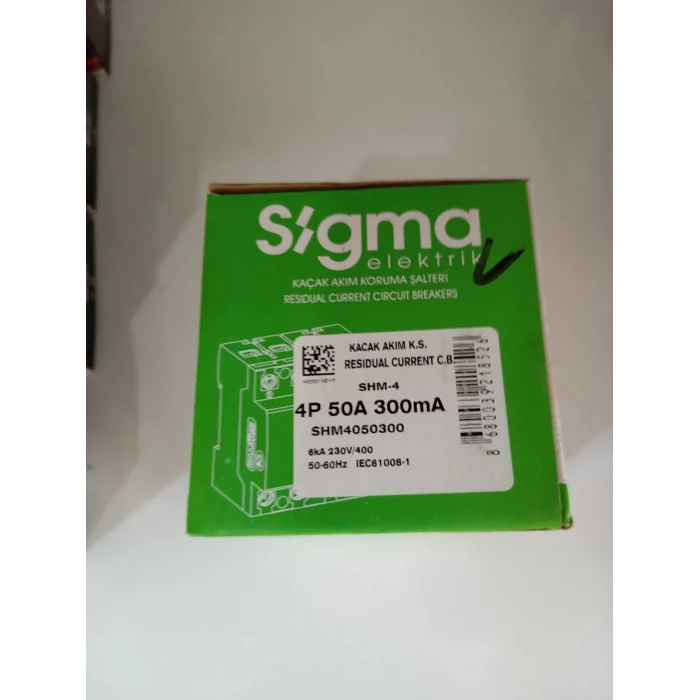 Sigma
elektrik
KAÇAK AKIM KORUMA ŞALTERİ
RESIDUAL CURRENT CIRCUIT BREAKERS
KACAK AKIM K.S.
RESIDUAL CURRENT C.B.
SHM-4
4P 50A 300mA
SHM4050300
6kA 230V/400
50-60Hz IEC61008-1
8680039218526